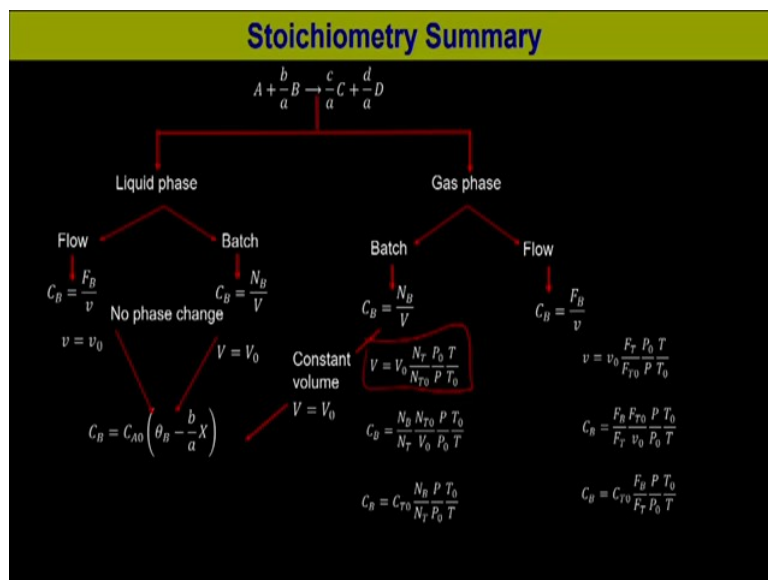 Stoichiometry Summary
A + b/a B → c/a C + d/a D
Liquid phase
Gas phase
Flow
Batch
C_B = F_B/v
C_B = N_B/V
No phase change
v = v_0
V = V_0
C_B = C_A0 (θ_B − b/a X)
Batch
Flow
C_B = N_B/V
C_B = F_B/v
Constant
volume
V = V_0
V = V_0 N_T/N_T0 P_0/P T/T_0
v = v_0 F_T/F_T0 P_0/P T/T_0
C_B = N_B/N_T N_T0/V_0 P/P_0 T_0/T
C_B = F_B/F_T F_T0/v_0 P/P_0 T_0/T
C_B = C_T0 N_B/N_T P/P_0 T_0/T
C_B = C_T0 F_B/F_T P/P_0 T_0/T